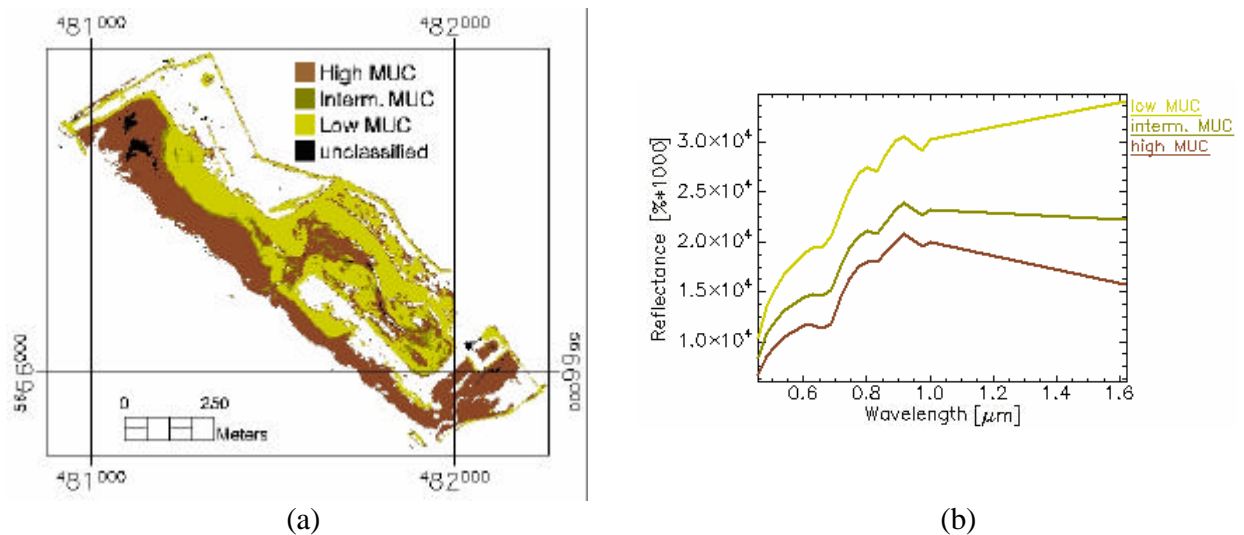 ⁴81⁰⁰⁰ ⁴82⁰⁰⁰
High MUC
Interm. MUC
Low MUC
unclassified
⁵⁶55⁰⁰⁰
0 250
Meters
⁴81⁰⁰⁰ ⁴82⁰⁰⁰
(a)
low MUC
interm. MUC
high MUC
Reflectance [%*1000]
3.0×10⁴
2.5×10⁴
2.0×10⁴
1.5×10⁴
1.0×10⁴
0.6 0.8 1.0 1.2 1.4 1.6
Wavelength [μm]
(b)